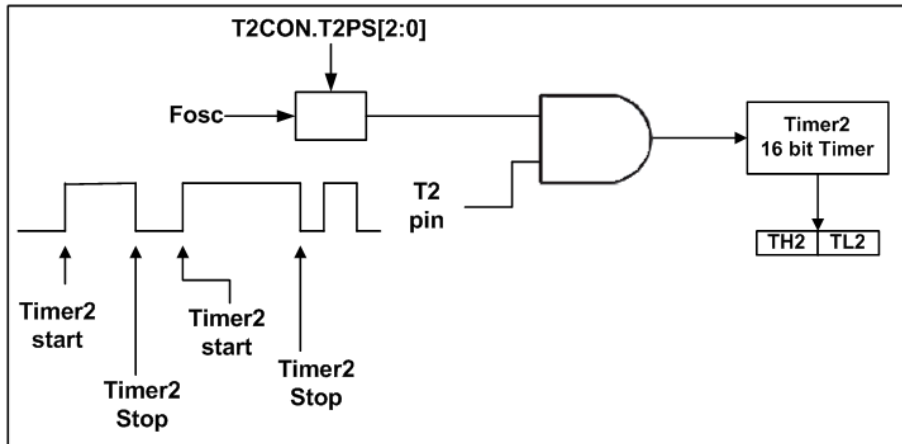 T2CON.T2PS[2:0]
Fosc
Timer2
16 bit Timer
T2
pin
TH2 TL2
Timer2
start
Timer2
Stop
Timer2
start
Timer2
Stop